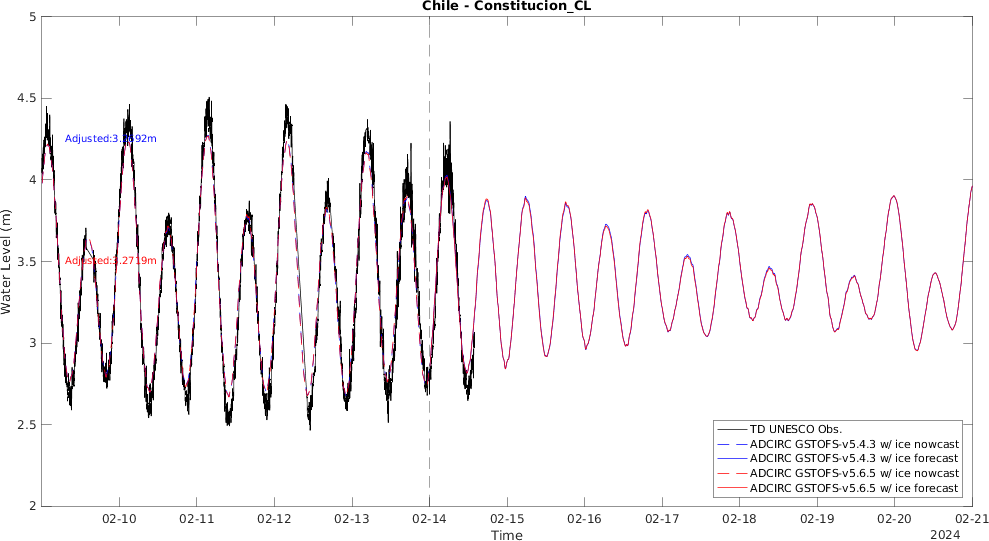 Chile - Constitucion_CL
5
4.5
4
3.5
3
2.5
2
Water Level (m)
Adjusted:3.2719m
TD UNESCO Obs.
ADCIRC GSTOFS-v5.4.3 w/ ice nowcast
ADCIRC GSTOFS-v5.4.3 w/ ice forecast
ADCIRC GSTOFS-v5.6.5 w/ ice nowcast
ADCIRC GSTOFS-v5.6.5 w/ ice forecast
02-10 02-11 02-12 02-13 02-14 02-15 02-16 02-17 02-18 02-19 02-20 02-21
Time
2024